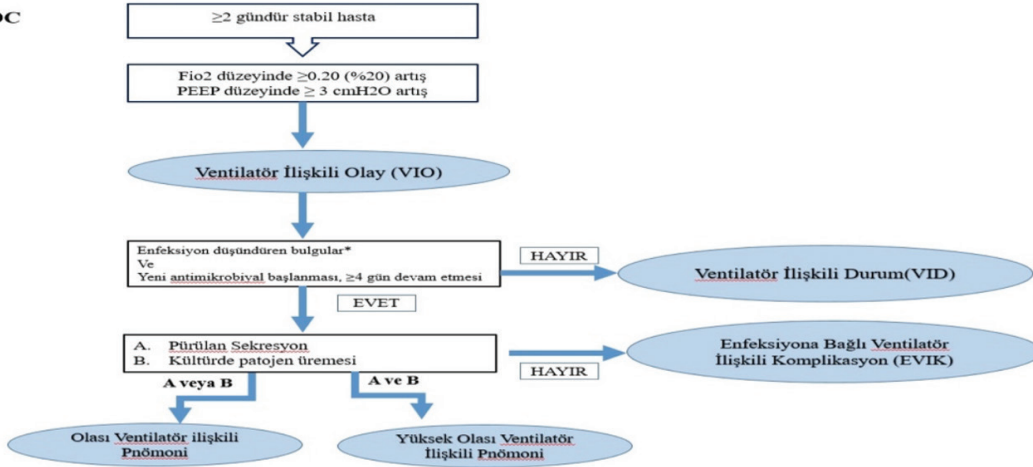 ≥2 gündür stabil hasta
Fio2 düzeyinde ≥0.20 (%20) artış
PEEP düzeyinde ≥ 3 cmH2O artış
Ventilatör İlişkili Olay (VIO)
Enfeksiyon düşündüren bulgular*
Ve
Yeni antimikrobiyal başlanması, ≥4 gün devam etmesi
HAYIR
Ventilatör İlişkili Durum(VID)
EVET
A. Pürülan Sekresyon
B. Kültürde patojen üremesi
HAYIR
Enfeksiyona Bağlı Ventilatör
İlişkili Komplikasyon (EVIK)
A veya B
A ve B
Olası Ventilatör ilişkili
Pnömoni
Yüksek Olası Ventilatör
İlişkili Pnömoni